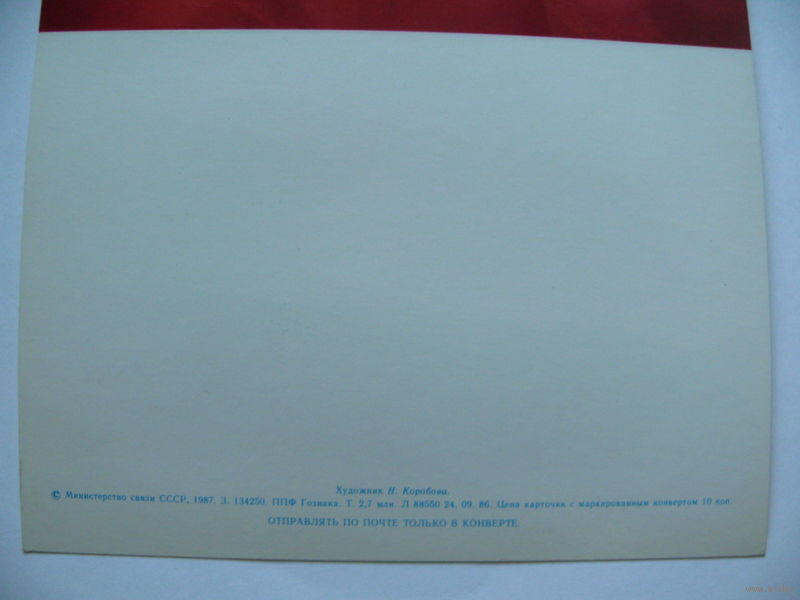 Художник Н. Коробова.
© Министерство связи СССР, 1987. З. 134250. ППФ Гознака. Т. 2,7 млн. Л 88550 24. 09. 86. Цена карточки с маркированным конвертом 10 коп.
ОТПРАВЛЯТЬ ПО ПОЧТЕ ТОЛЬКО В КОНВЕРТЕ.